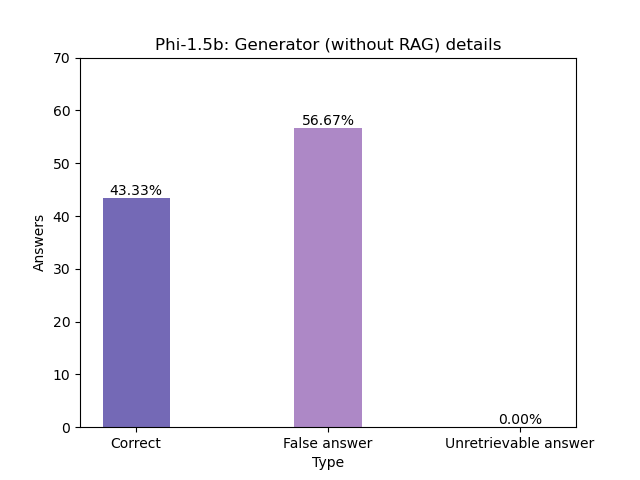 Phi-1.5b: Generator (without RAG) details
70
60
50
40
30
20
10
0
Answers
43.33%
56.67%
0.00%
Correct
False answer
Unretrievable answer
Type